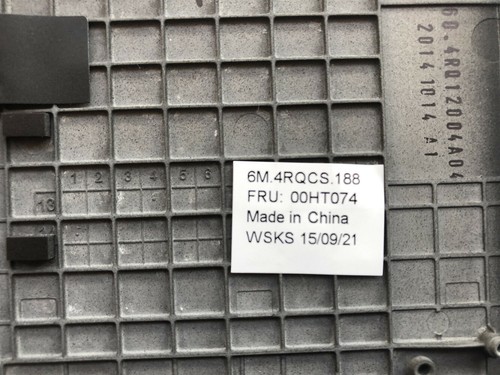 60.4RQ12004A04
20141014 A1
1 2 3 4 5 6
13
6M.4RQCS.188
FRU: 00HT074
Made in China
WSKS 15/09/21